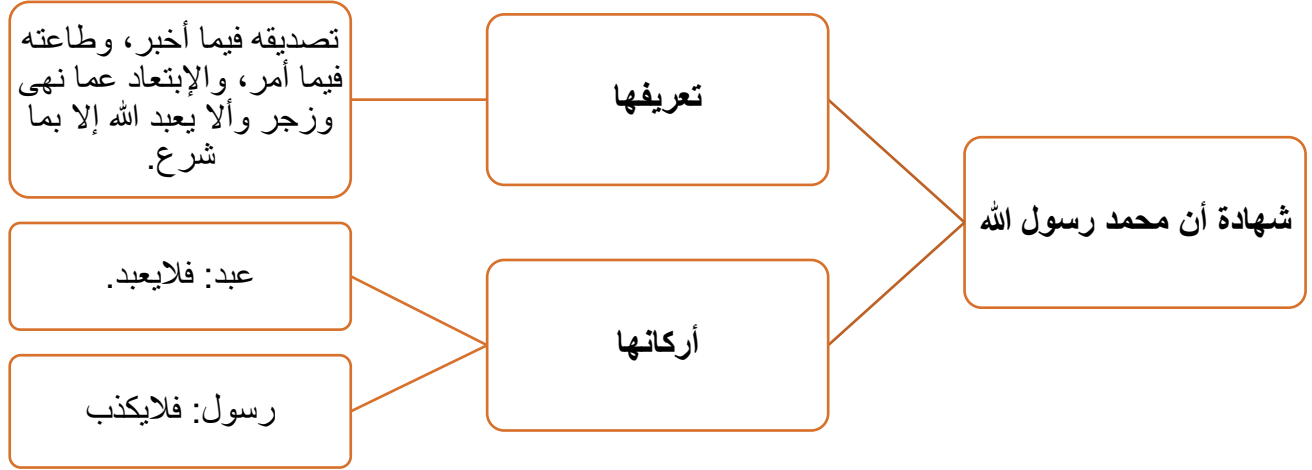 شهادة أن محمد رسول الله
تعريفها
تصديقه فيما أخبر، وطاعته
فيما أمر، والإبتعاد عما نهى
وزجر وألا يعبد الله إلا بما
شرع.
أركانها
عبد: فلايعبد.
رسول: فلايكذب